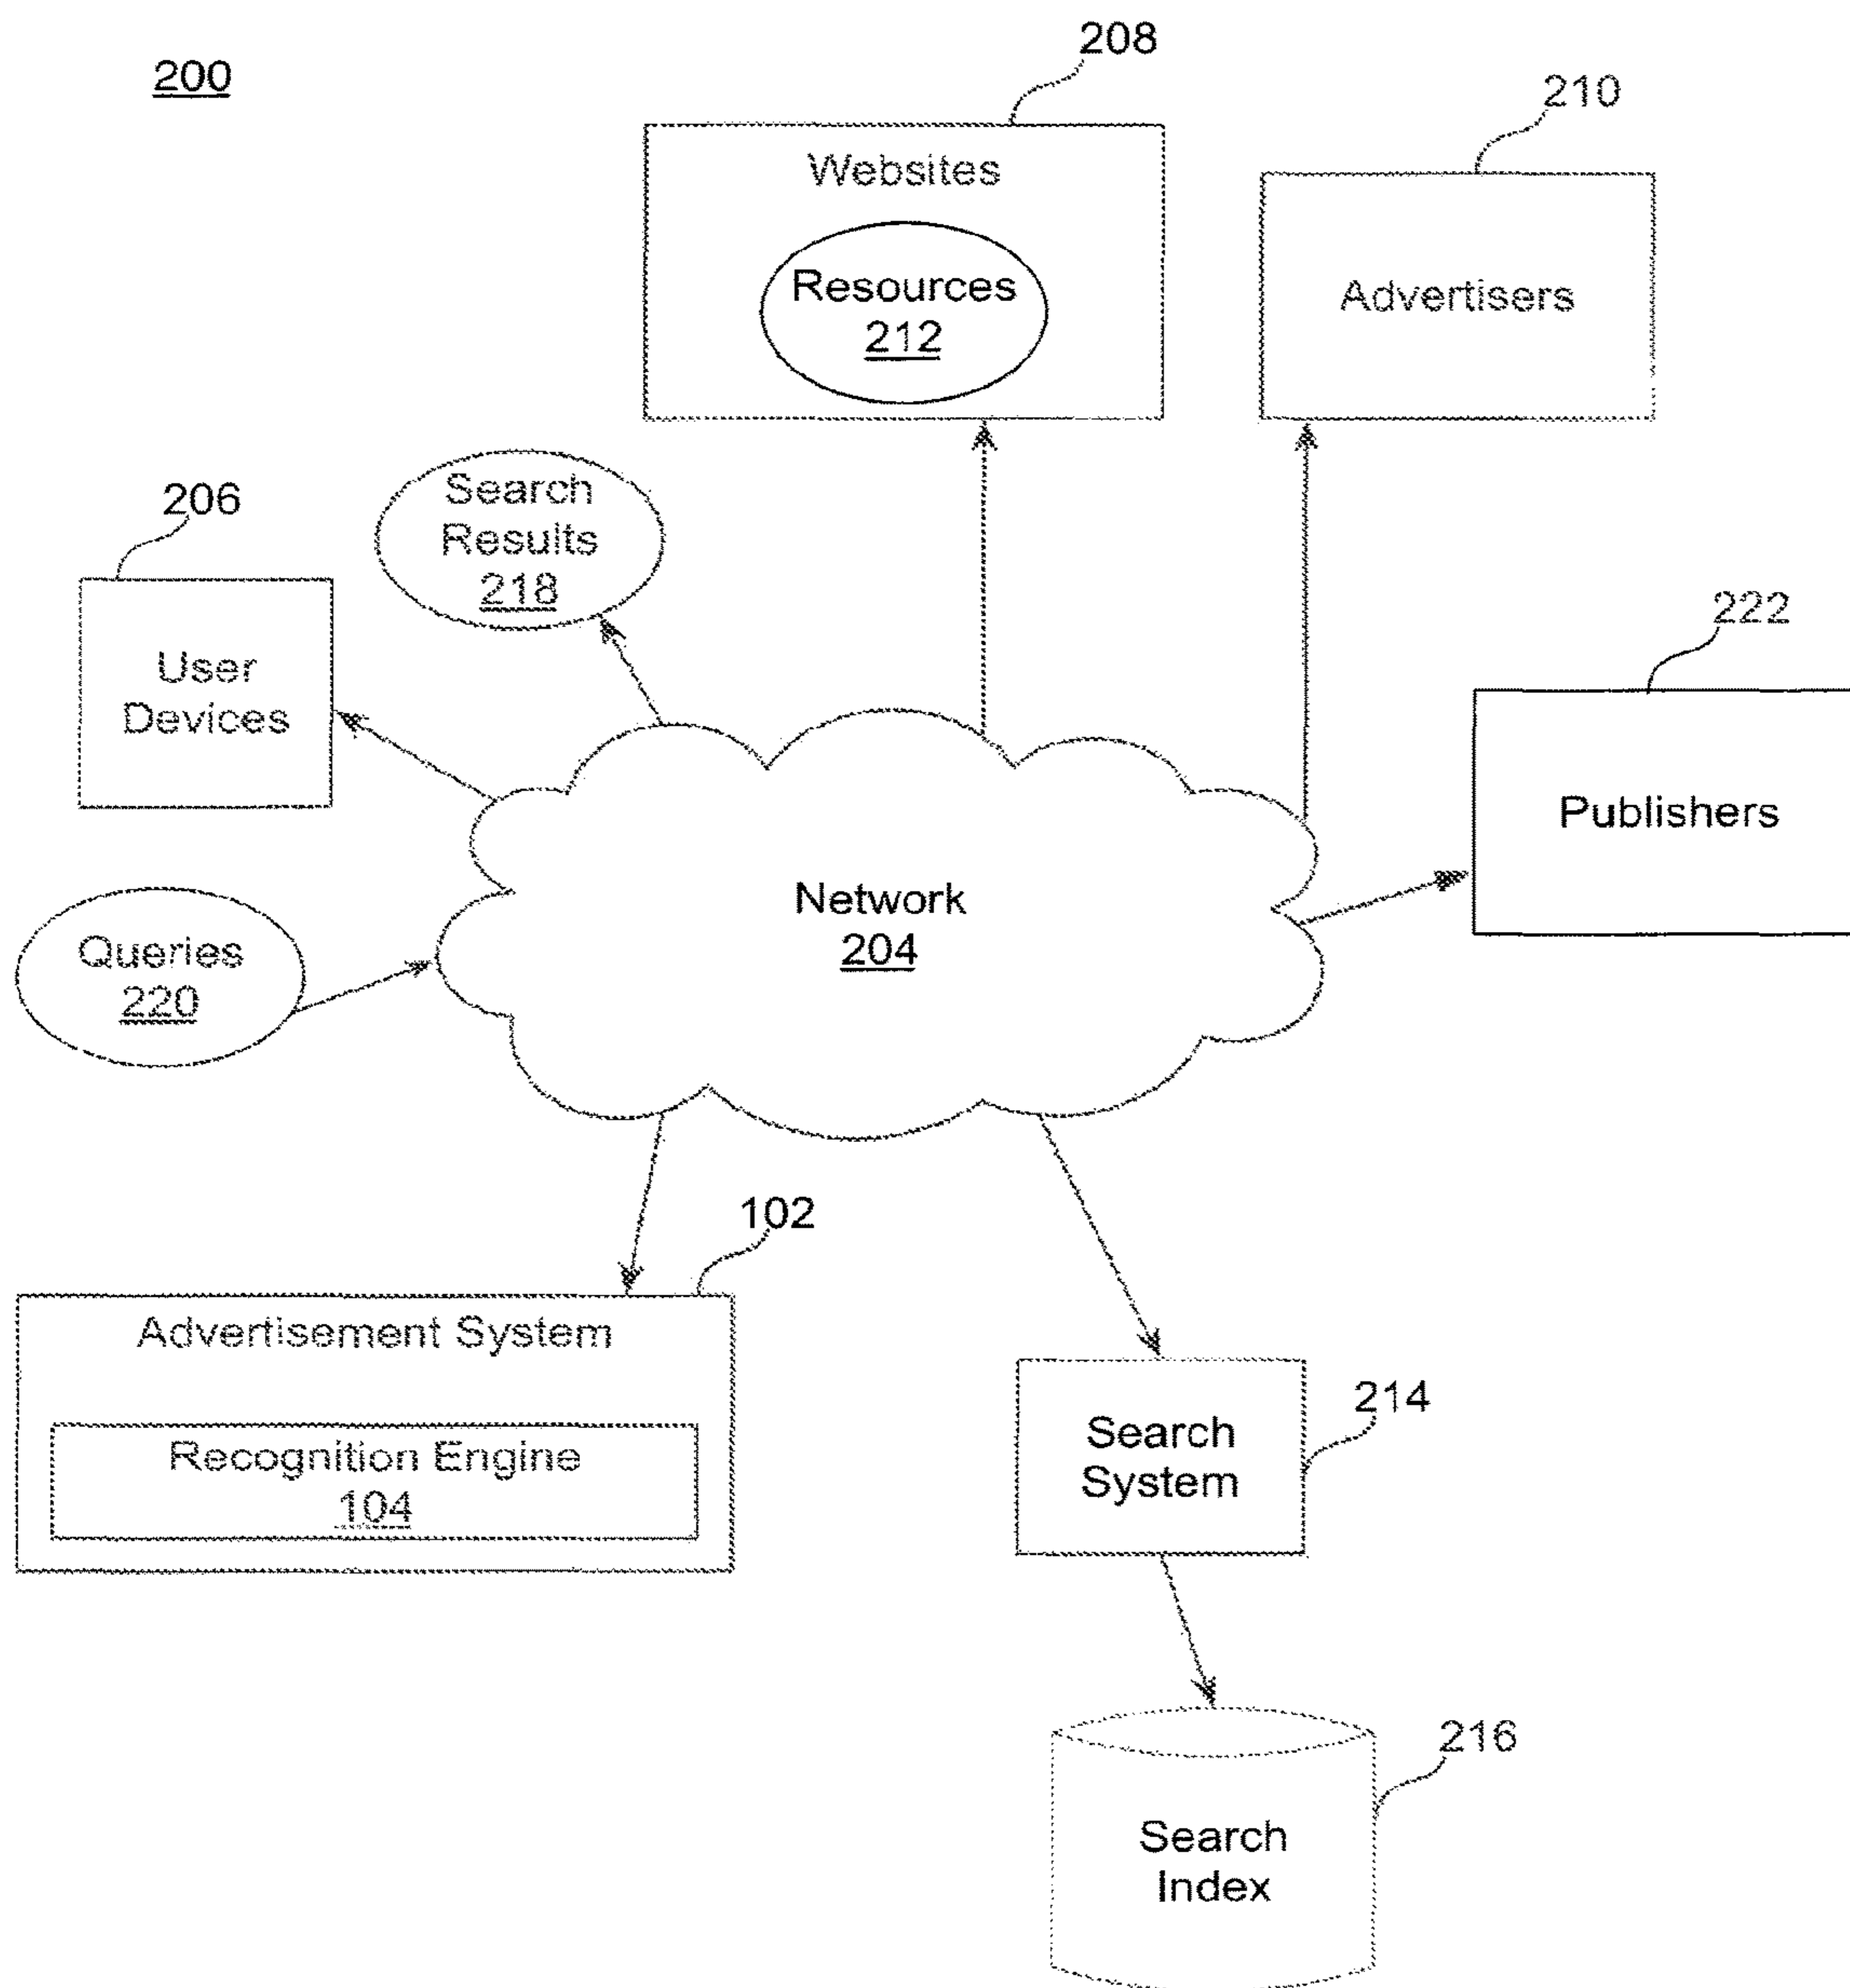 200
208
210
Websites
Resources
212
Advertisers
206
Search
Results
218
User
Devices
222
Publishers
Network
204
Queries
220
102
Advertisement System
Recognition Engine
104
214
Search
System
216
Search
Index